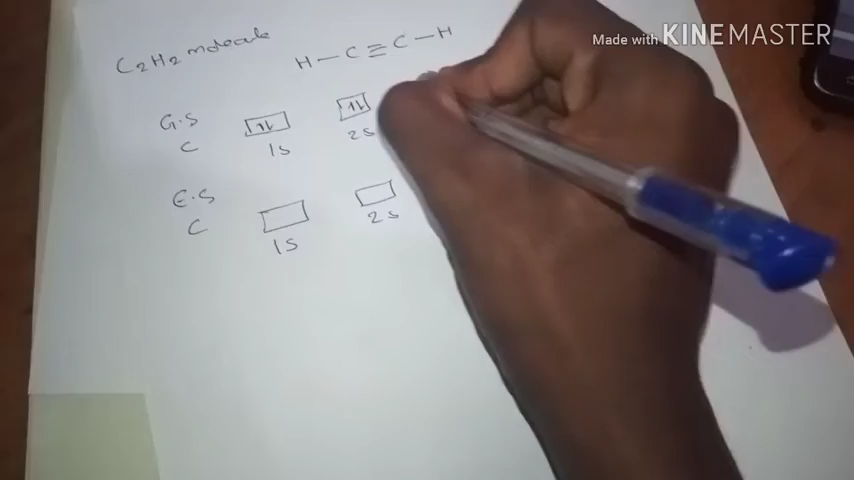 Made with KINEMASTER
C2H2 molecule H-C≡C-H
G.S
C
1s
2s
E.S
C
1s
2s